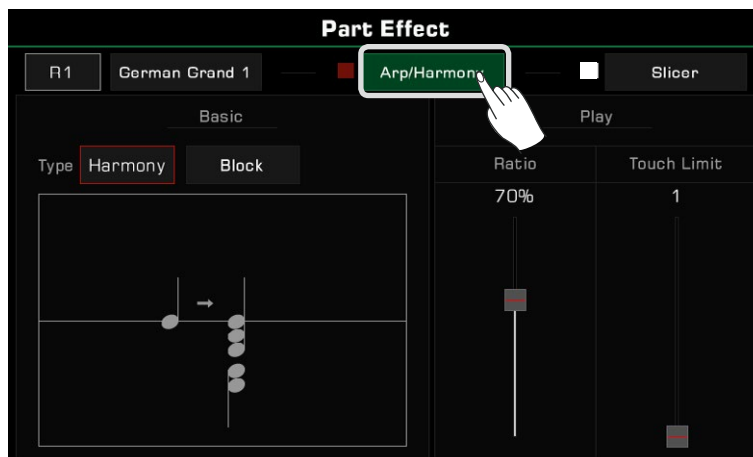 Part Effect
R1 German Grand 1 Arp/Harmony Slicer
Basic
Play
Type Harmony Block
Ratio Touch Limit
70% 1